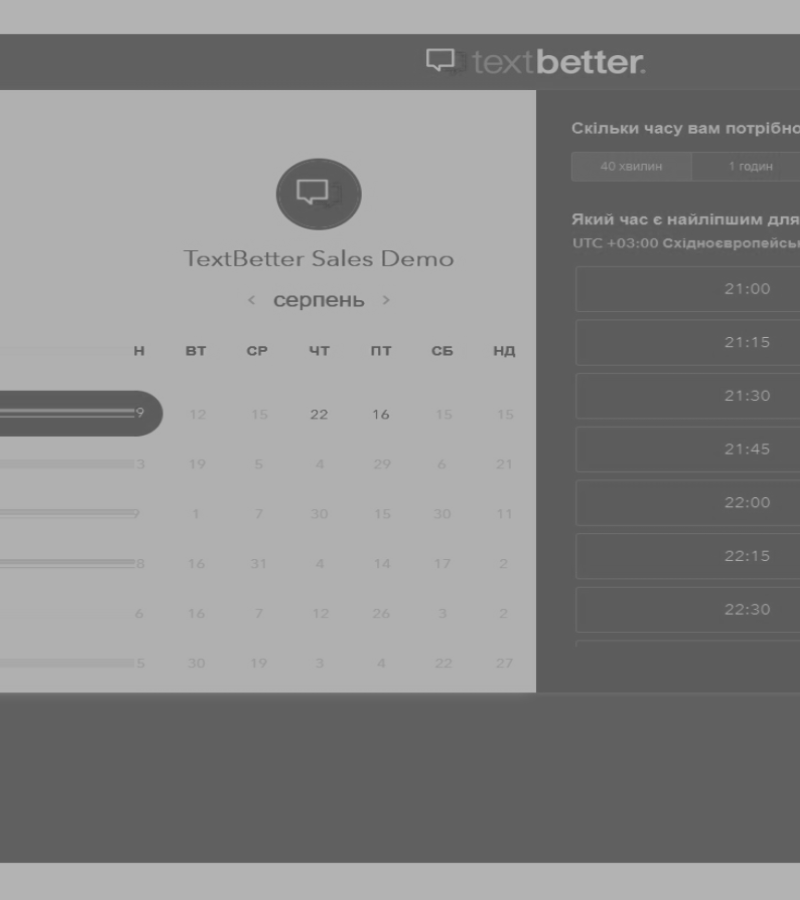 textbetter.
TextBetter Sales Demo
< серпень >
Н ВТ СР ЧТ ПТ СБ НД
9 12 15 22 16 15 15
3 19 5 4 29 6 21
1 7 30 15 30 11
8 16 31 4 14 17 2
6 16 7 12 26 3 2
5 30 19 3 4 22 27
Скільки часу вам потрібно
40 хвилин 1 годин
Який час є найліпшим для
UTC +03:00 Східноєвропейськ
21:00
21:15
21:30
21:45
22:00
22:15
22:30